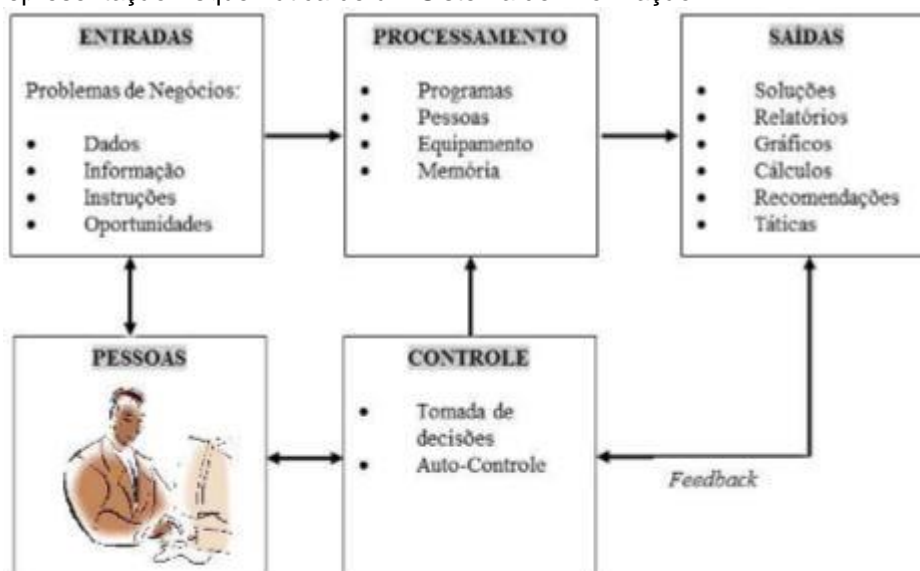 ENTRADAS
Problemas de Negócios:
• Dados
• Informação
• Instruções
• Oportunidades
PROCESSAMENTO
• Programas
• Pessoas
• Equipamento
• Memória
SAÍDAS
• Soluções
• Relatórios
• Gráficos
• Cálculos
• Recomendações
• Táticas
PESSOAS
CONTROLE
• Tomada de
decisões
• Auto-Controle
Feedback